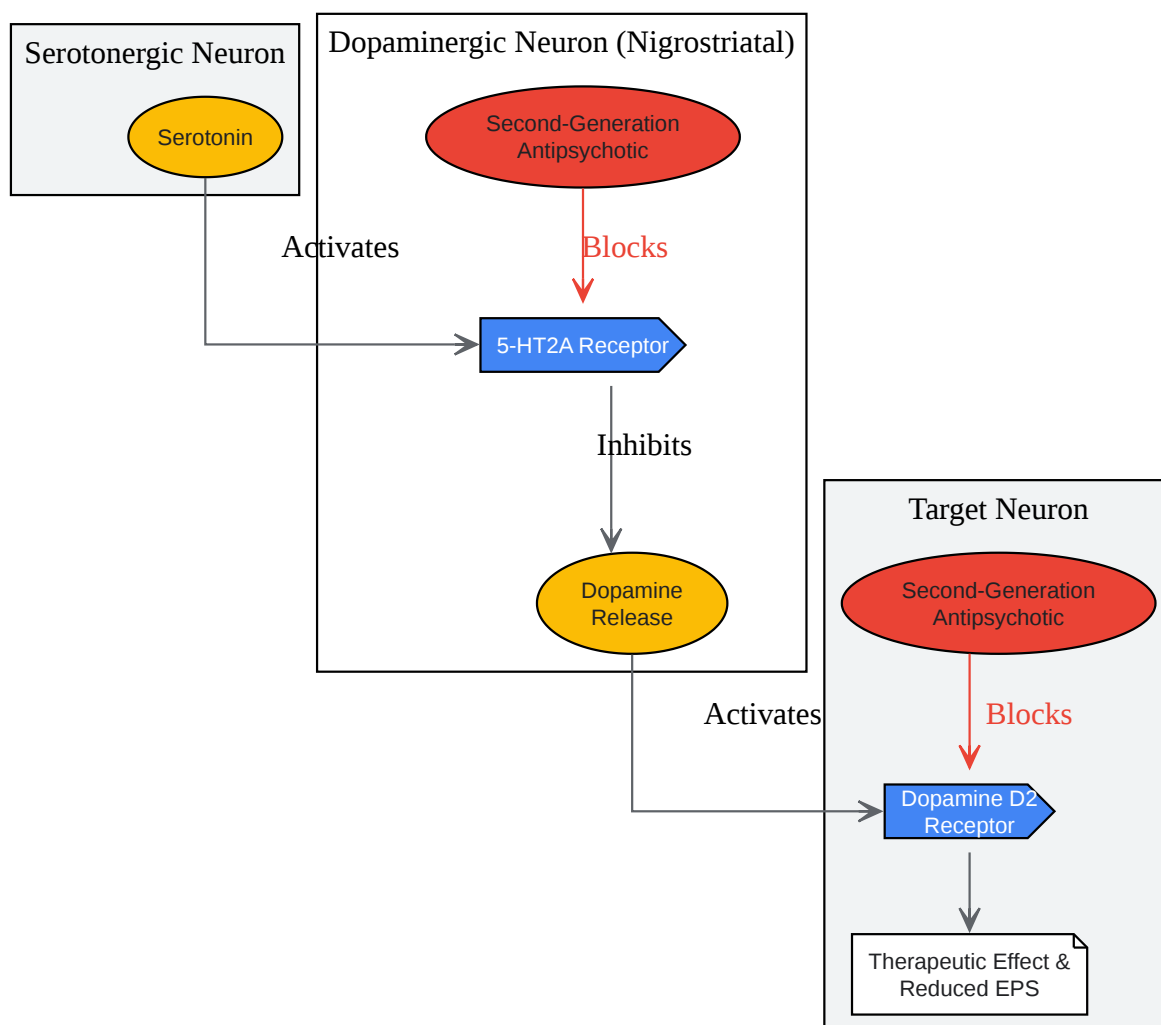 Serotonergic Neuron
Serotonin
Dopaminergic Neuron (Nigrostriatal)
Second-Generation
Antipsychotic
Activates
Blocks
5-HT2A Receptor
Inhibits
Dopamine
Release
Target Neuron
Second-Generation
Antipsychotic
Activates
Blocks
Dopamine D2
Receptor
Therapeutic Effect &
Reduced EPS